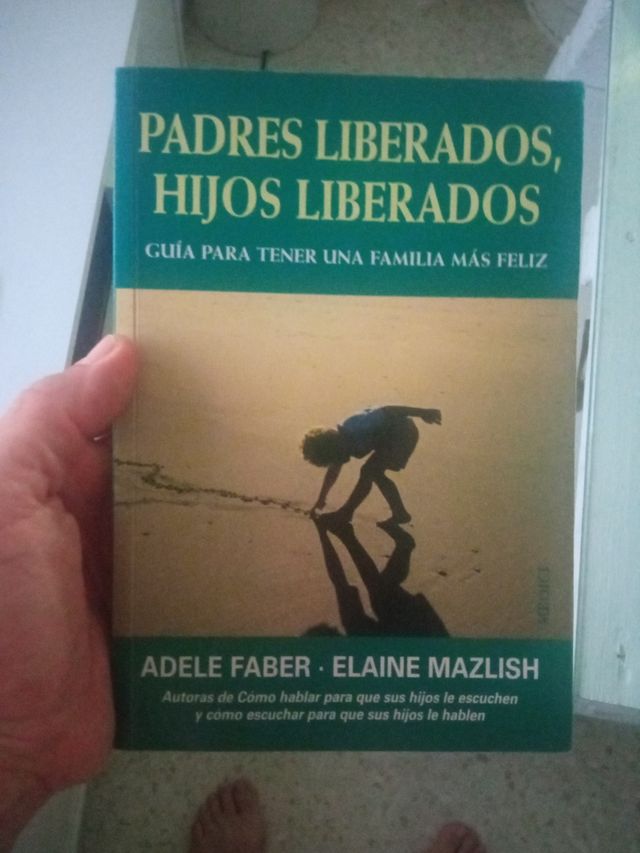 PADRES LIBERADOS,
HIJOS LIBERADOS
GUÍA PARA TENER UNA FAMILIA MÁS FELIZ
MEDICI
ADELE FABER · ELAINE MAZLISH
Autoras de Cómo hablar para que sus hijos le escuchen
y cómo escuchar para que sus hijos le hablen